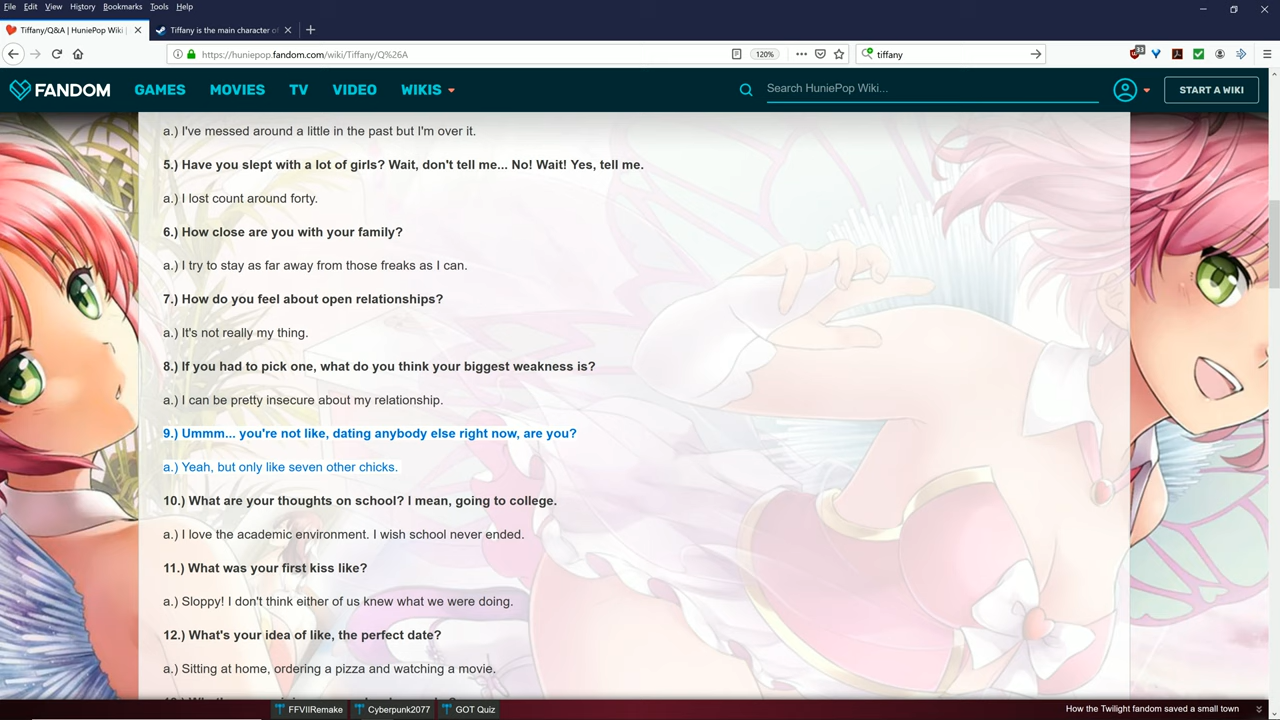 File Edit View History Bookmarks Tools Help
Tiffany/Q&A | HuniePop Wiki
Tiffany is the main character of
https://huniepop.fandom.com/wiki/Tiffany/Q%26A
120%
tiffany
33
FANDOM
GAMES
MOVIES
TV
VIDEO
WIKIS
Search HuniePop Wiki...
START A WIKI
a.) I've messed around a little in the past but I'm over it.
5.) Have you slept with a lot of girls? Wait, don't tell me... No! Wait! Yes, tell me.
a.) I lost count around forty.
6.) How close are you with your family?
a.) I try to stay as far away from those freaks as I can.
7.) How do you feel about open relationships?
a.) It's not really my thing.
8.) If you had to pick one, what do you think your biggest weakness is?
a.) I can be pretty insecure about my relationship.
9.) Ummm... you're not like, dating anybody else right now, are you?
a.) Yeah, but only like seven other chicks.
10.) What are your thoughts on school? I mean, going to college.
a.) I love the academic environment. I wish school never ended.
11.) What was your first kiss like?
a.) Sloppy! I don't think either of us knew what we were doing.
12.) What's your idea of like, the perfect date?
a.) Sitting at home, ordering a pizza and watching a movie.
FFVIIRemake
Cyberpunk2077
GOT Quiz
How the Twilight fandom saved a small town